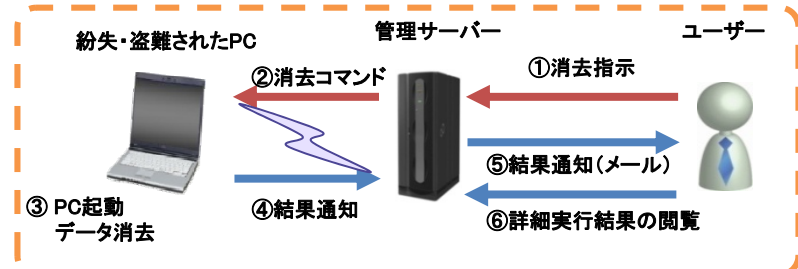 紛失・盗難されたPC
管理サーバー
ユーザー
②消去コマンド
①消去指示
③ PC起動
データ消去
④結果通知
⑤結果通知（メール）
⑥詳細実行結果の閲覧